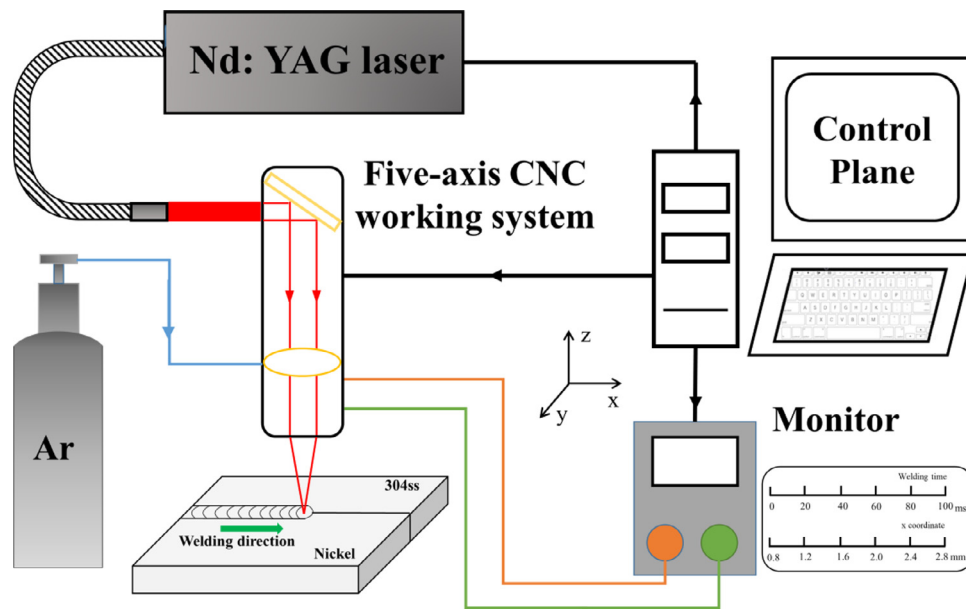 Nd: YAG laser
Control
Plane
Five-axis CNC
working system
z
x
y
Ar
Monitor
304ss
Welding direction
Nickel
Welding time
0 20 40 60 80 100 ms
x coordinate
0.8 1.2 1.6 2.0 2.4 2.8 mm